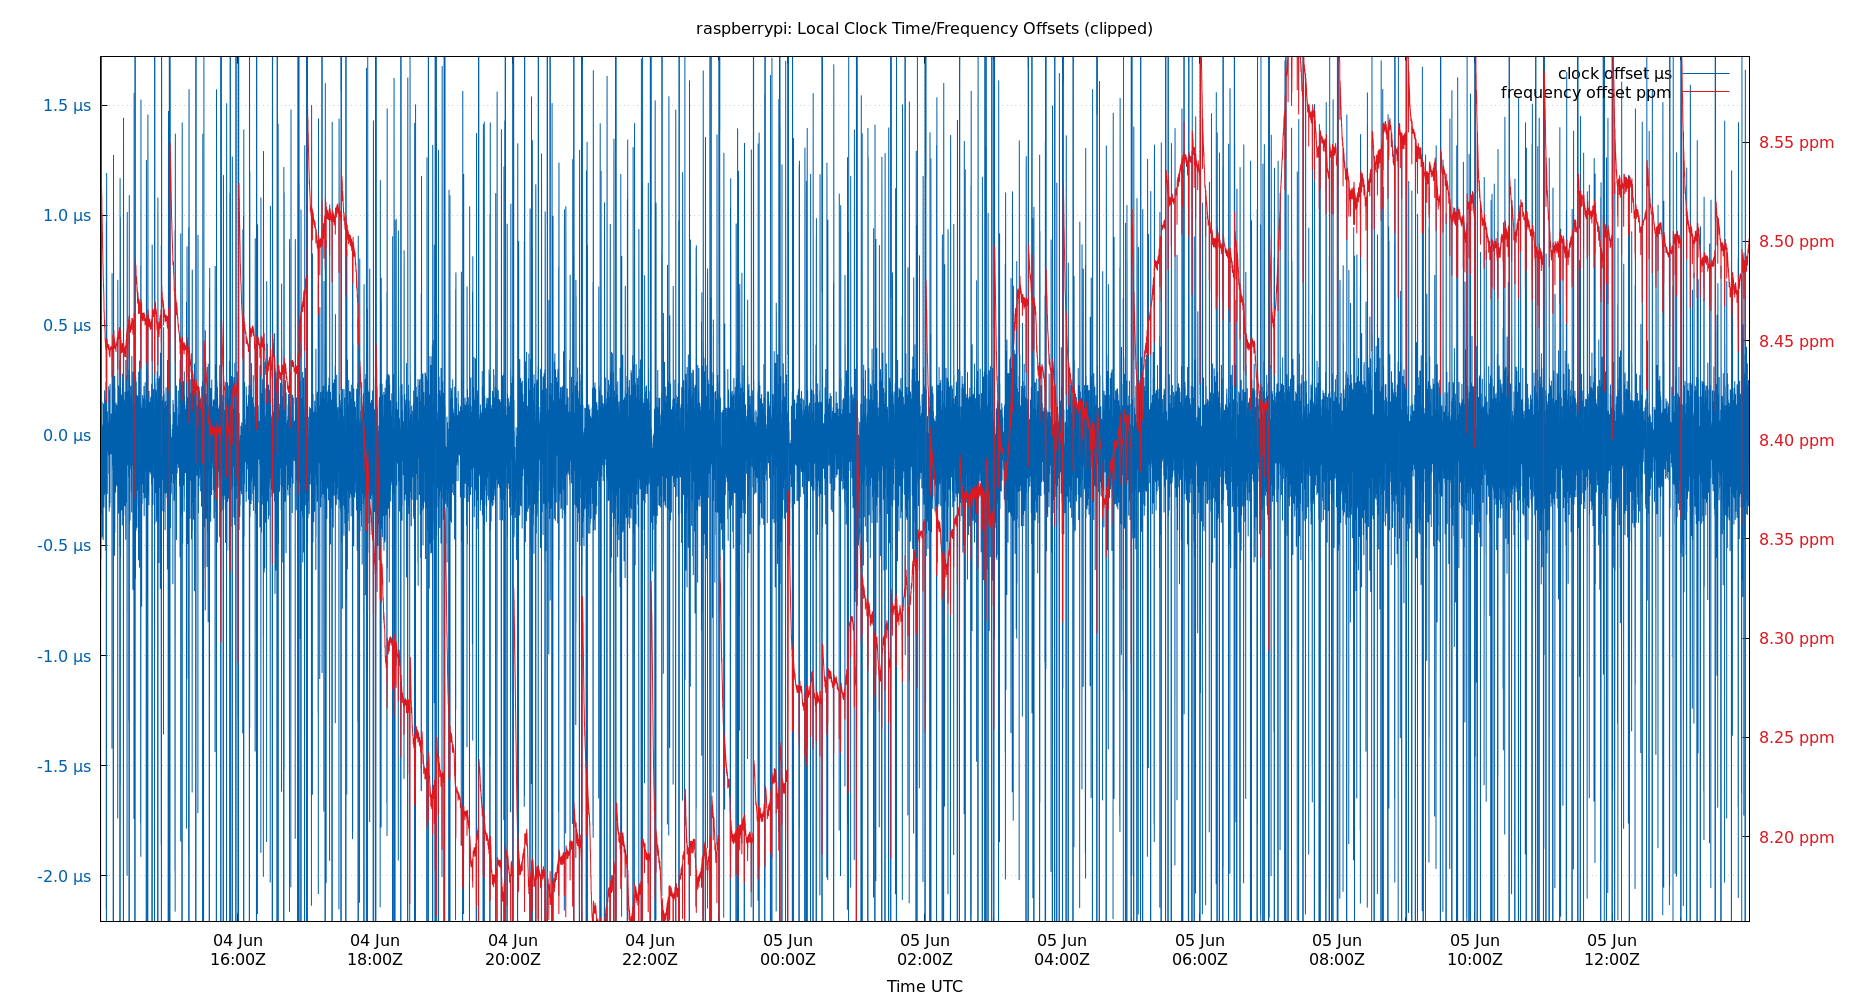 raspberrypi: Local Clock Time/Frequency Offsets (clipped)
clock offset µs
frequency offset ppm
1.5 µs
1.0 µs
0.5 µs
0.0 µs
-0.5 µs
-1.0 µs
-1.5 µs
-2.0 µs
8.55 ppm
8.50 ppm
8.45 ppm
8.40 ppm
8.35 ppm
8.30 ppm
8.25 ppm
8.20 ppm
04 Jun 04 Jun 04 Jun 04 Jun 05 Jun 05 Jun 05 Jun 05 Jun 05 Jun 05 Jun 05 Jun
16:00Z 18:00Z 20:00Z 22:00Z 00:00Z 02:00Z 04:00Z 06:00Z 08:00Z 10:00Z 12:00Z
Time UTC